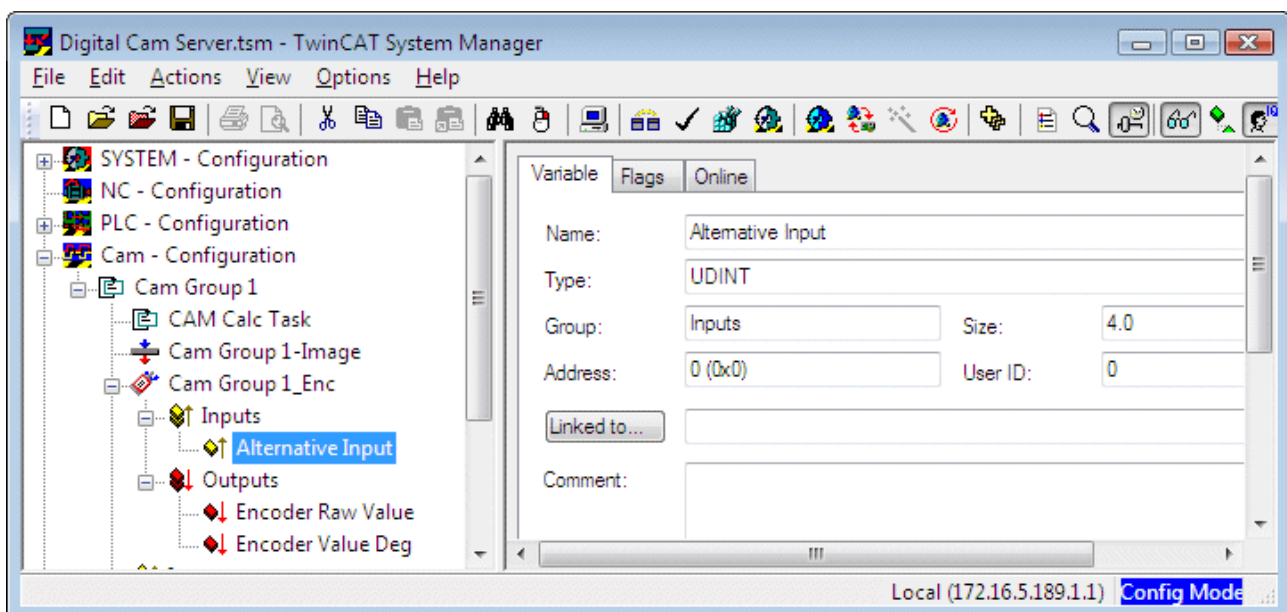 Digital Cam Server.tsm - TwinCAT System Manager
File Edit Actions View Options Help
SYSTEM - Configuration
NC - Configuration
PLC - Configuration
Cam - Configuration
Cam Group 1
CAM Calc Task
Cam Group 1-Image
Cam Group 1_Enc
Inputs
Alternative Input
Outputs
Encoder Raw Value
Encoder Value Deg
Variable Flags Online
Name: Alternative Input
Type: UDINT
Group: Inputs Size: 4.0
Address: 0 (0x0) User ID: 0
Linked to...
Comment:
Local (172.16.5.189.1.1) Config Mode